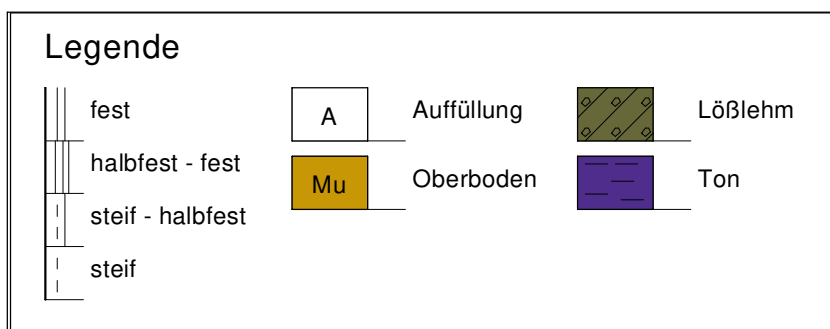 Legende
fest
halbfest - fest
steif - halbfest
steif
A Auffüllung
Mu Oberboden
Lößlehm
Ton